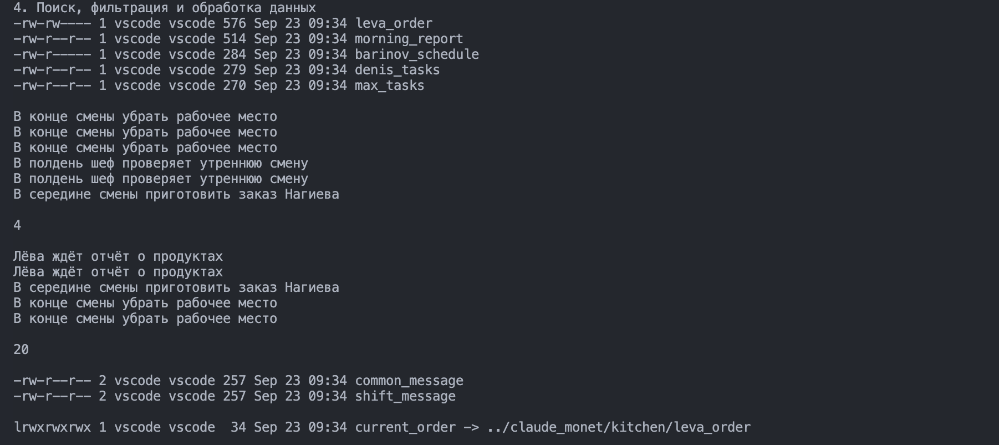 4. Поиск, фильтрация и обработка данных
-rw-rw---- 1 vscode vscode 576 Sep 23 09:34 leva_order
-rw-r--r-- 1 vscode vscode 514 Sep 23 09:34 morning_report
-rw-r----- 1 vscode vscode 284 Sep 23 09:34 barinov_schedule
-rw-r--r-- 1 vscode vscode 279 Sep 23 09:34 denis_tasks
-rw-r--r-- 1 vscode vscode 270 Sep 23 09:34 max_tasks
В конце смены убрать рабочее место
В конце смены убрать рабочее место
В конце смены убрать рабочее место
В полдень шеф проверяет утреннюю смену
В полдень шеф проверяет утреннюю смену
В середине смены приготовить заказ Нагиева
4
Лёва ждёт отчёт о продуктах
Лёва ждёт отчёт о продуктах
В середине смены приготовить заказ Нагиева
В конце смены убрать рабочее место
В конце смены убрать рабочее место
20
-rw-r--r-- 2 vscode vscode 257 Sep 23 09:34 common_message
-rw-r--r-- 2 vscode vscode 257 Sep 23 09:34 shift_message
lrwxrwxrwx 1 vscode vscode  34 Sep 23 09:34 current_order -> ../claude_monet/kitchen/leva_order